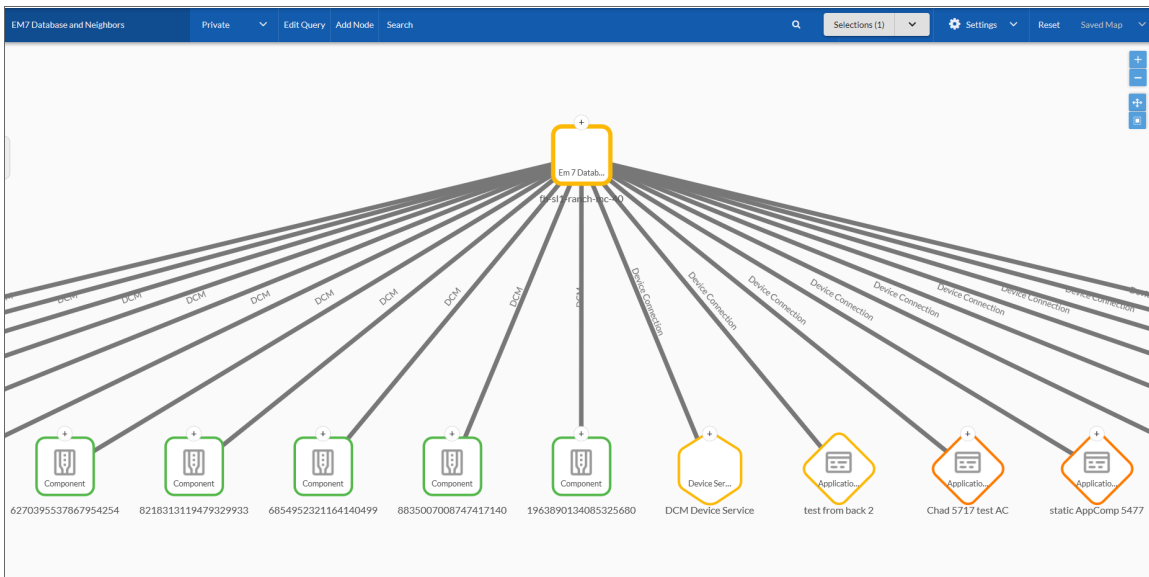 EM7 Database and Neighbors Private Edit Query Add Node Search Selections (1) Settings Reset Saved Map
+
−
+
Em 7 Datab...
DCM DCM DCM DCM DCM DCM DCM DCM
Device Connection Device Connection Device Connection Device Connection Device Connection Device Connection Device Connection Device Connection
+ + + + + + + +
Component Component Component Component Component Device Ser... Applicatio... Applicatio... Applicatio...
6270395537867954254 8218313119479329933 6854952321164140499 8835007008747417140 1963890134085325680 DCM Device Service test from back 2 Chad 5717 test AC static AppComp 5477